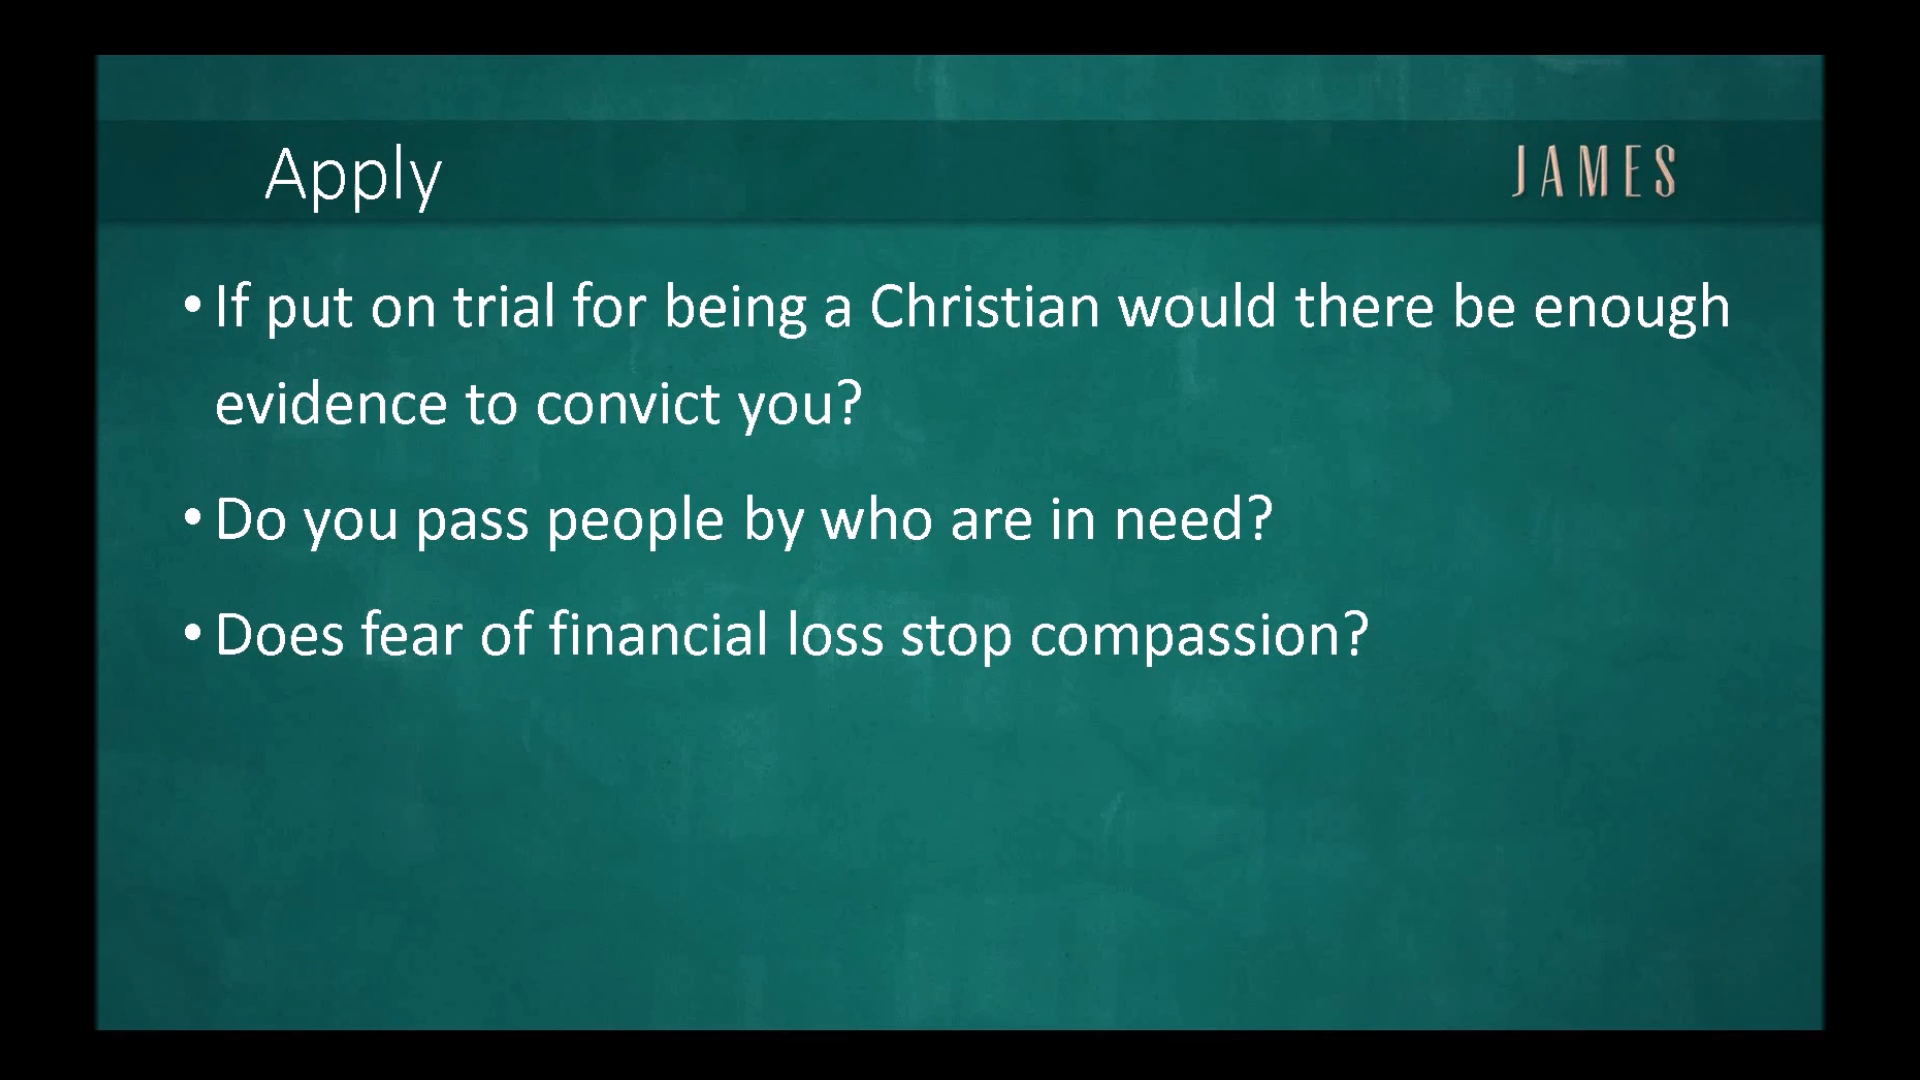 Apply
JAMES
• If put on trial for being a Christian would there be enough
evidence to convict you?
• Do you pass people by who are in need?
• Does fear of financial loss stop compassion?